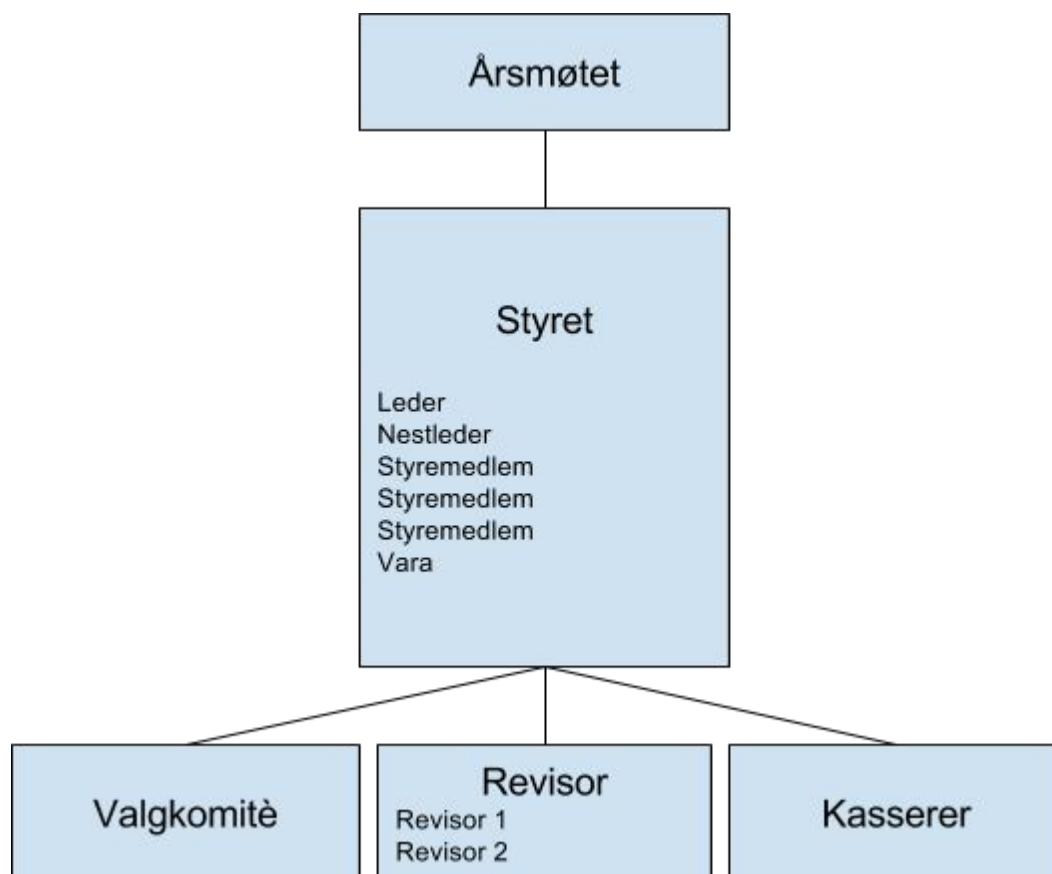 Årsmøtet
Styret
Leder
Nestleder
Styremedlem
Styremedlem
Styremedlem
Vara
Valgkomitè
Revisor
Revisor 1
Revisor 2
Kasserer